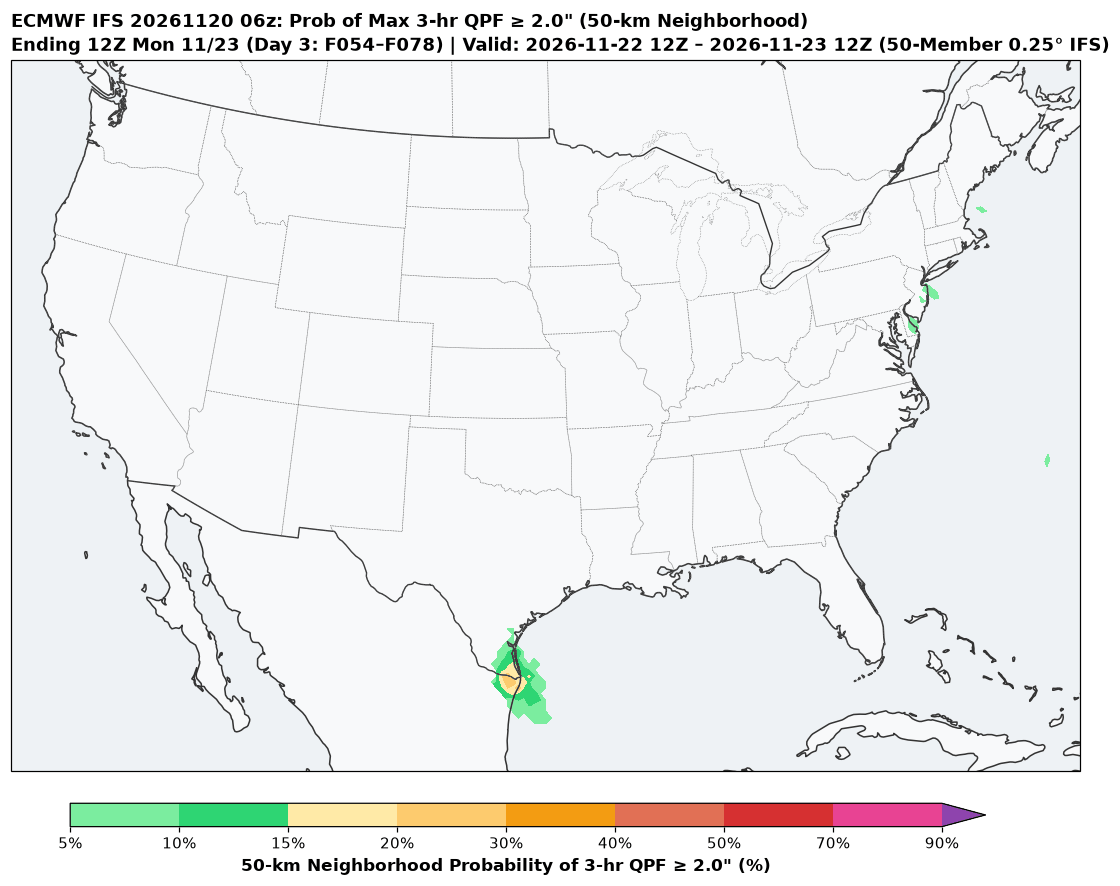 ECMWF IFS 20261120 06z: Prob of Max 3-hr QPF ≥ 2.0" (50-km Neighborhood)
Ending 12Z Mon 11/23 (Day 3: F054–F078) | Valid: 2026-11-22 12Z – 2026-11-23 12Z (50-Member 0.25° IFS)
5% 10% 15% 20% 30% 40% 50% 70% 90%
50-km Neighborhood Probability of 3-hr QPF ≥ 2.0" (%)